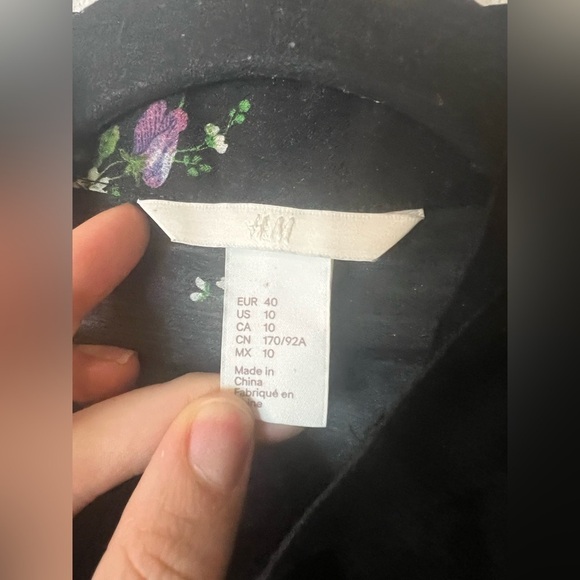 H&M
EUR 40
US 10
CA 10
CN 170/92A
MX 10
Made in
China
Fabriqué en